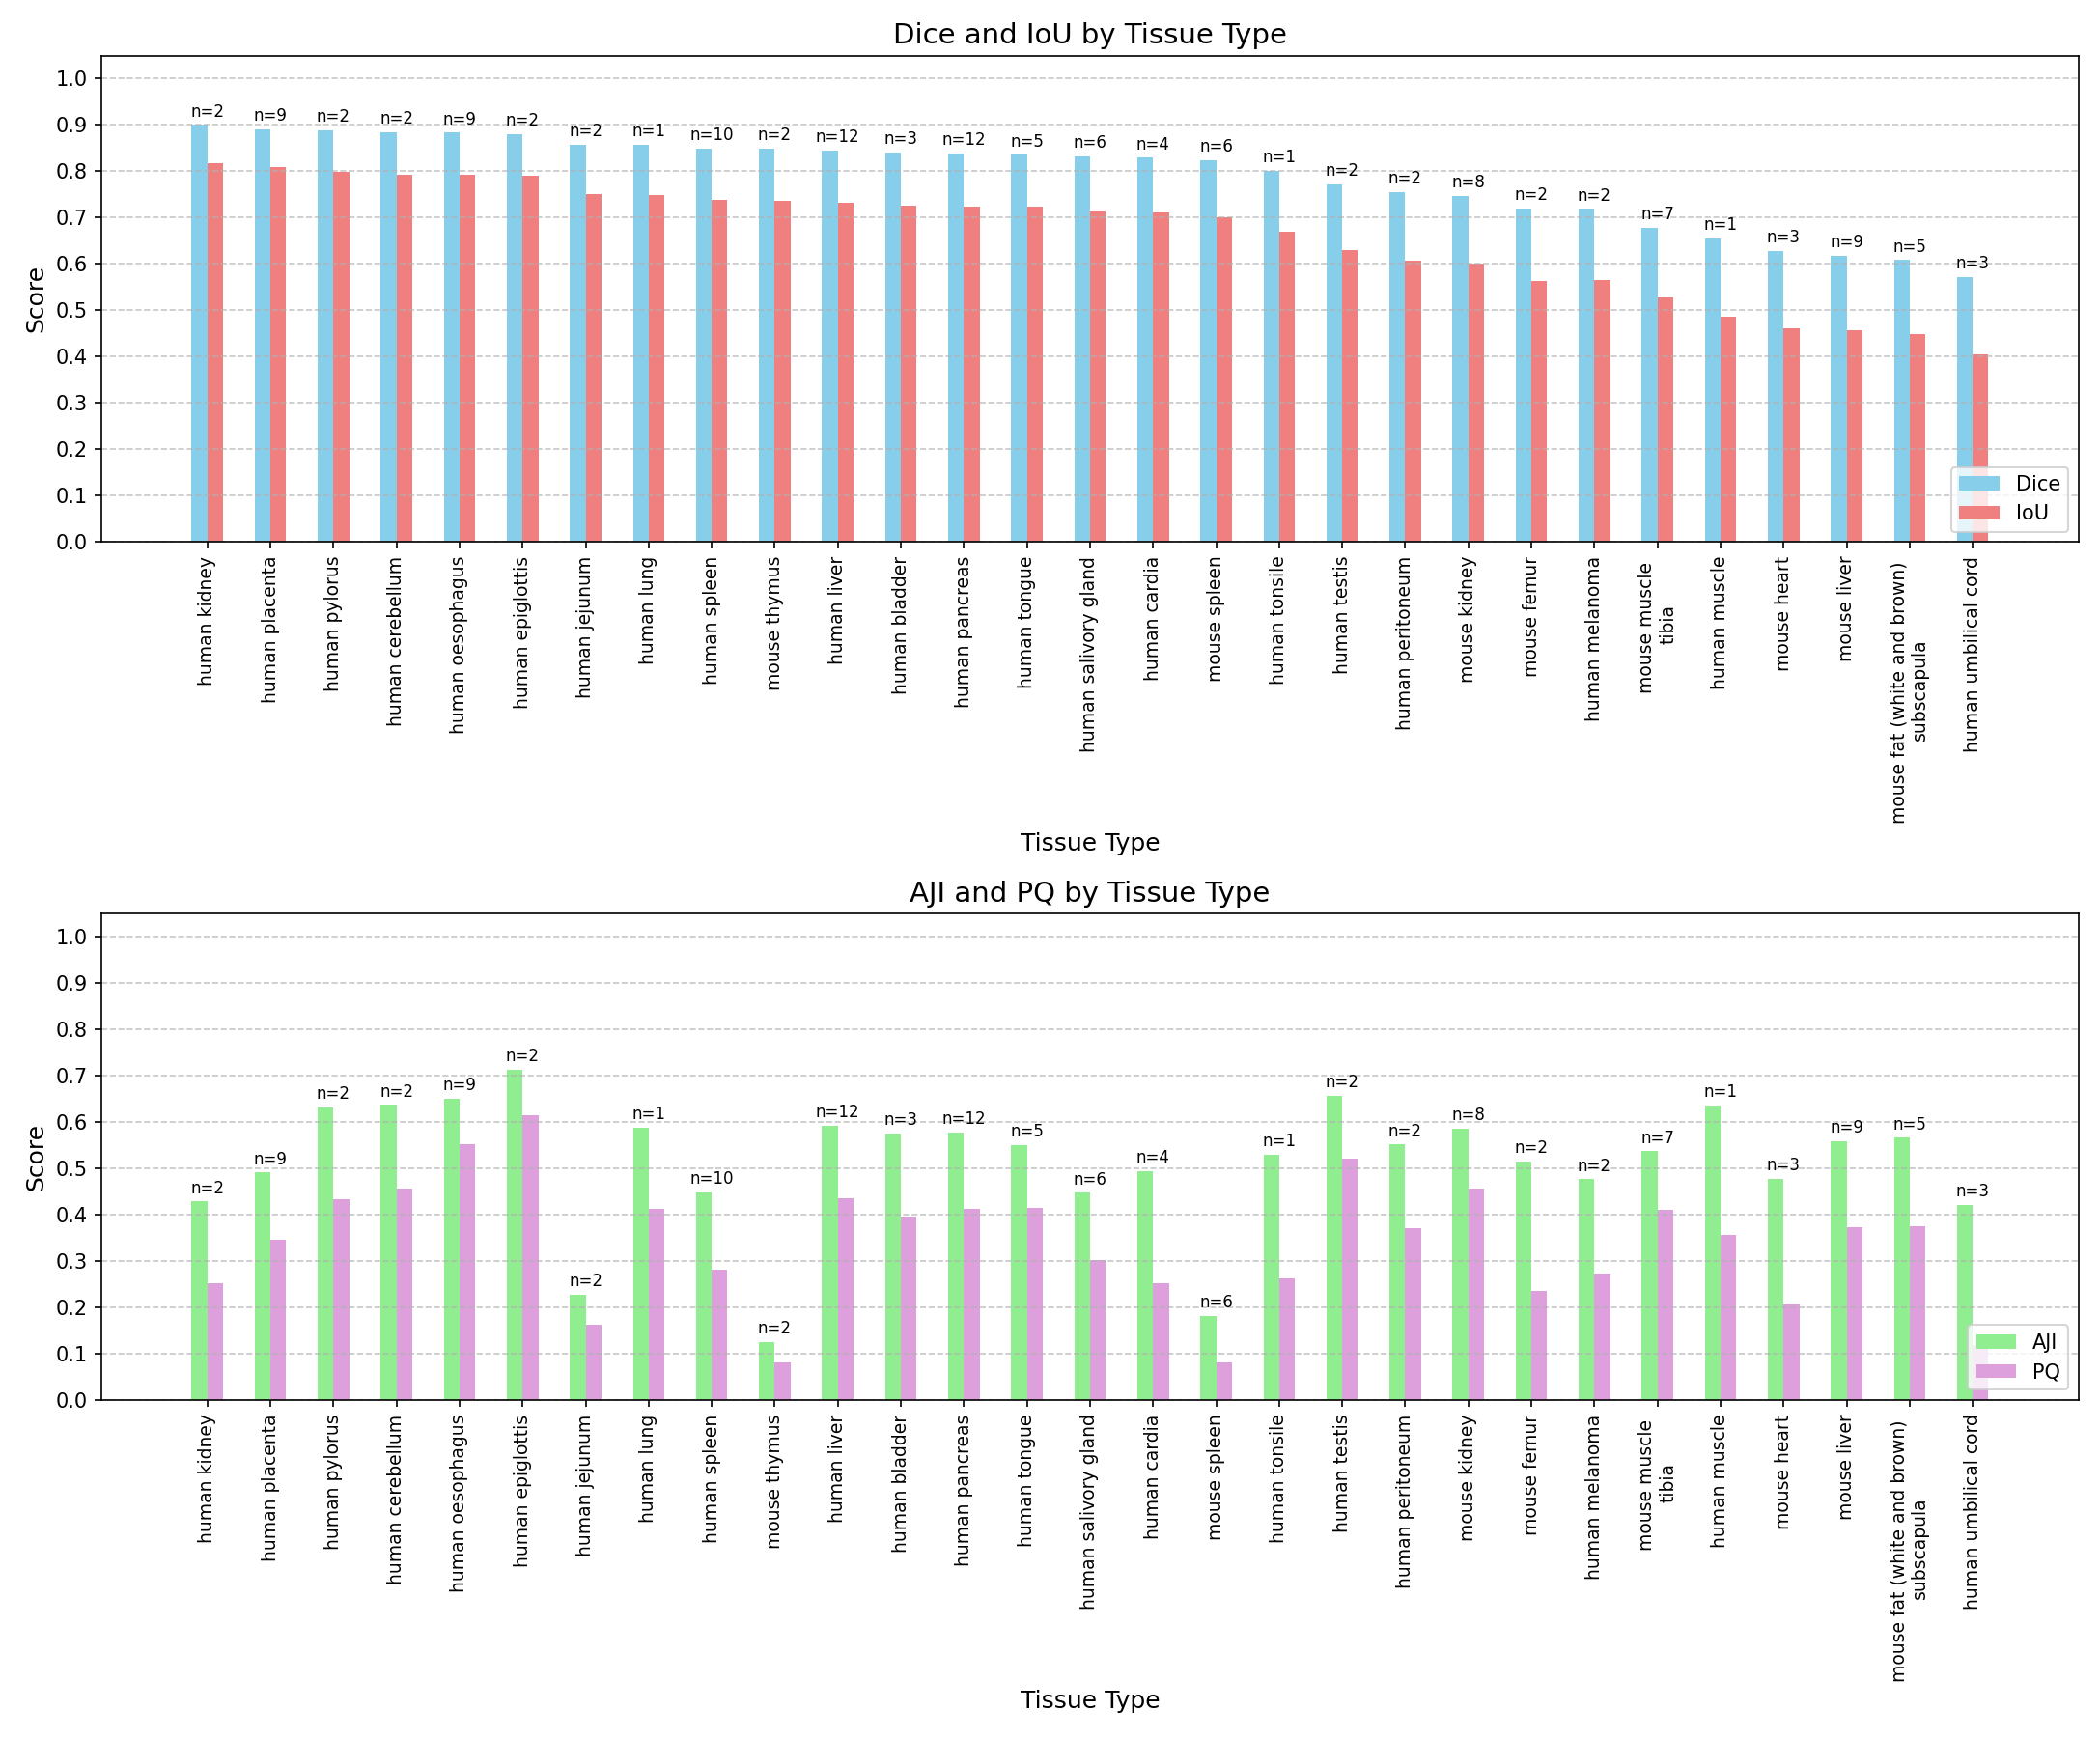 Dice and IoU by Tissue Type
Score
1.0
0.9
0.8
0.7
0.6
0.5
0.4
0.3
0.2
0.1
0.0
n=2
n=9
n=2
n=2
n=9
n=2
n=2
n=1
n=10
n=2
n=12
n=3
n=12
n=5
n=6
n=4
n=6
n=1
n=2
n=2
n=8
n=2
n=2
n=7
n=1
n=3
n=9
n=5
n=3
Dice
IoU
human kidney
human placenta
human pylorus
human cerebellum
human oesophagus
human epiglottis
human jejunum
human lung
human spleen
mouse thymus
human liver
human bladder
human pancreas
human tongue
human salivory gland
human cardia
mouse spleen
human tonsile
human testis
human peritoneum
mouse kidney
mouse femur
human melanoma
mouse muscle
tibia
human muscle
mouse heart
mouse liver
mouse fat (white and brown)
subscapula
human umbilical cord
Tissue Type
AJI and PQ by Tissue Type
Score
1.0
0.9
0.8
0.7
0.6
0.5
0.4
0.3
0.2
0.1
0.0
n=2
n=9
n=2
n=2
n=9
n=2
n=2
n=1
n=10
n=2
n=12
n=3
n=12
n=5
n=6
n=4
n=6
n=1
n=2
n=2
n=8
n=2
n=2
n=7
n=1
n=3
n=9
n=5
n=3
AJI
PQ
human kidney
human placenta
human pylorus
human cerebellum
human oesophagus
human epiglottis
human jejunum
human lung
human spleen
mouse thymus
human liver
human bladder
human pancreas
human tongue
human salivory gland
human cardia
mouse spleen
human tonsile
human testis
human peritoneum
mouse kidney
mouse femur
human melanoma
mouse muscle
tibia
human muscle
mouse heart
mouse liver
mouse fat (white and brown)
subscapula
human umbilical cord
Tissue Type